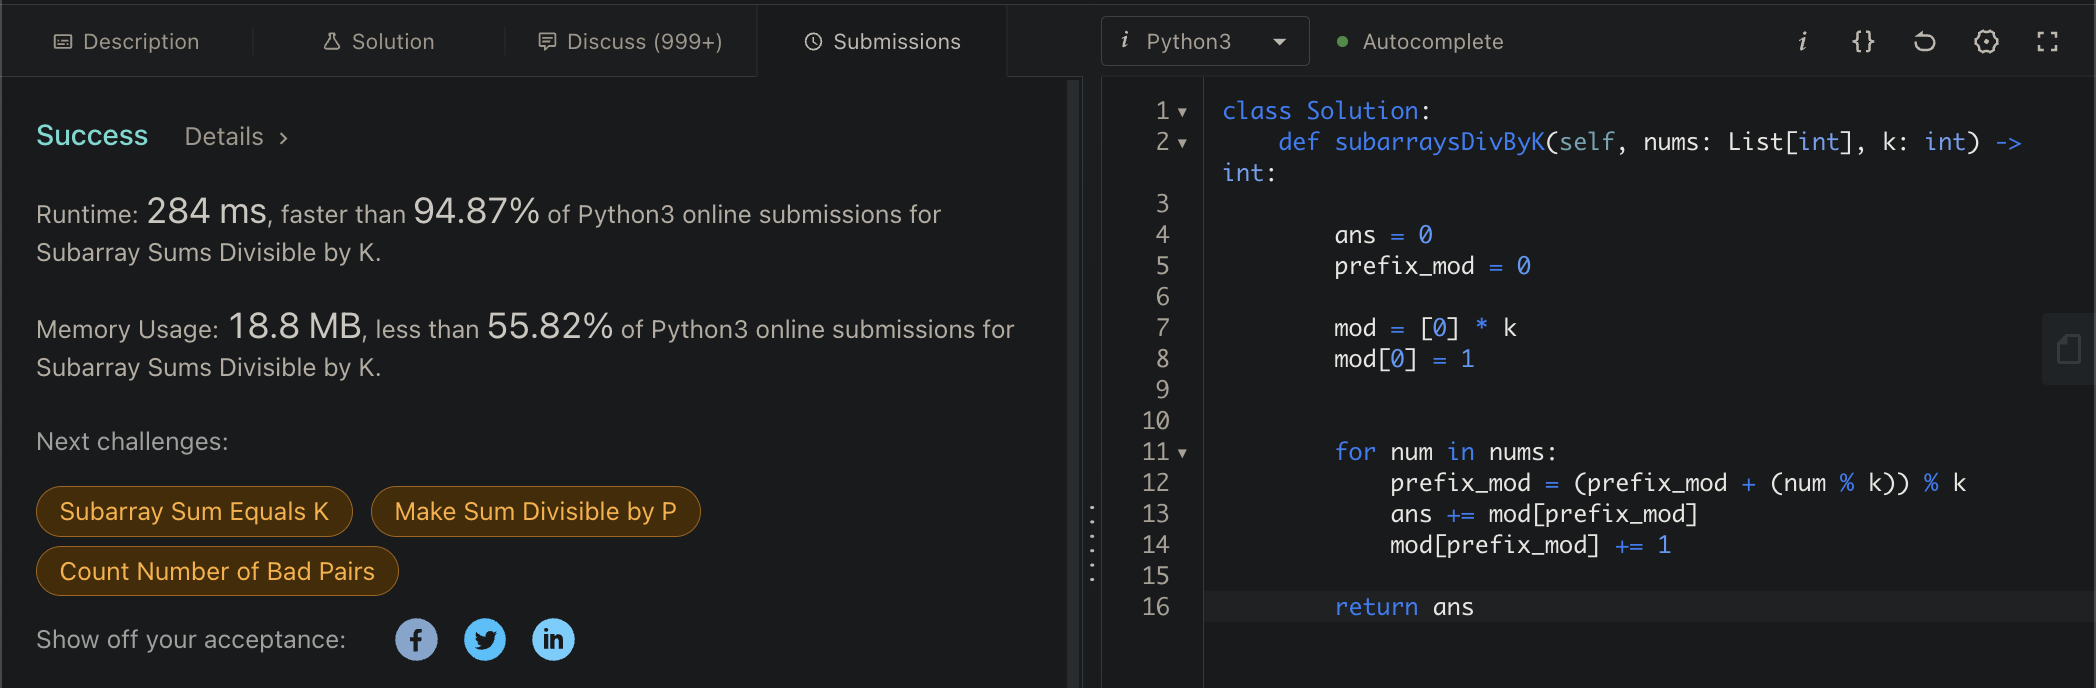 Description
Solution
Discuss (999+)
Submissions
i Python3
Autocomplete
i {}
Success Details
Runtime: 284 ms, faster than 94.87% of Python3 online submissions for
Subarray Sums Divisible by K.
Memory Usage: 18.8 MB, less than 55.82% of Python3 online submissions for
Subarray Sums Divisible by K.
Next challenges:
Subarray Sum Equals K
Make Sum Divisible by P
Count Number of Bad Pairs
Show off your acceptance: f in
1 class Solution:
2     def subarraysDivByK(self, nums: List[int], k: int) ->
int:
3
4         ans = 0
5         prefix_mod = 0
6
7         mod = [0] * k
8         mod[0] = 1
9
10
11         for num in nums:
12             prefix_mod = (prefix_mod + (num % k)) % k
13             ans += mod[prefix_mod]
14             mod[prefix_mod] += 1
15
16         return ans